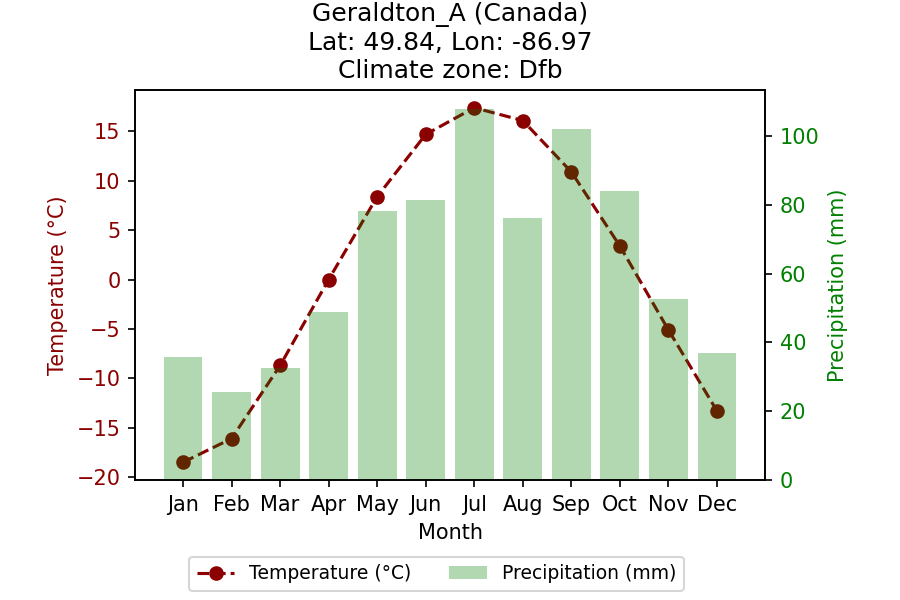 Geraldton_A (Canada)
Lat: 49.84, Lon: -86.97
Climate zone: Dfb
15
10
5
0
−5
−10
−15
−20
Temperature (°C)
100
80
60
40
20
0
Precipitation (mm)
Jan Feb Mar Apr May Jun Jul Aug Sep Oct Nov Dec
Month
Temperature (°C) Precipitation (mm)